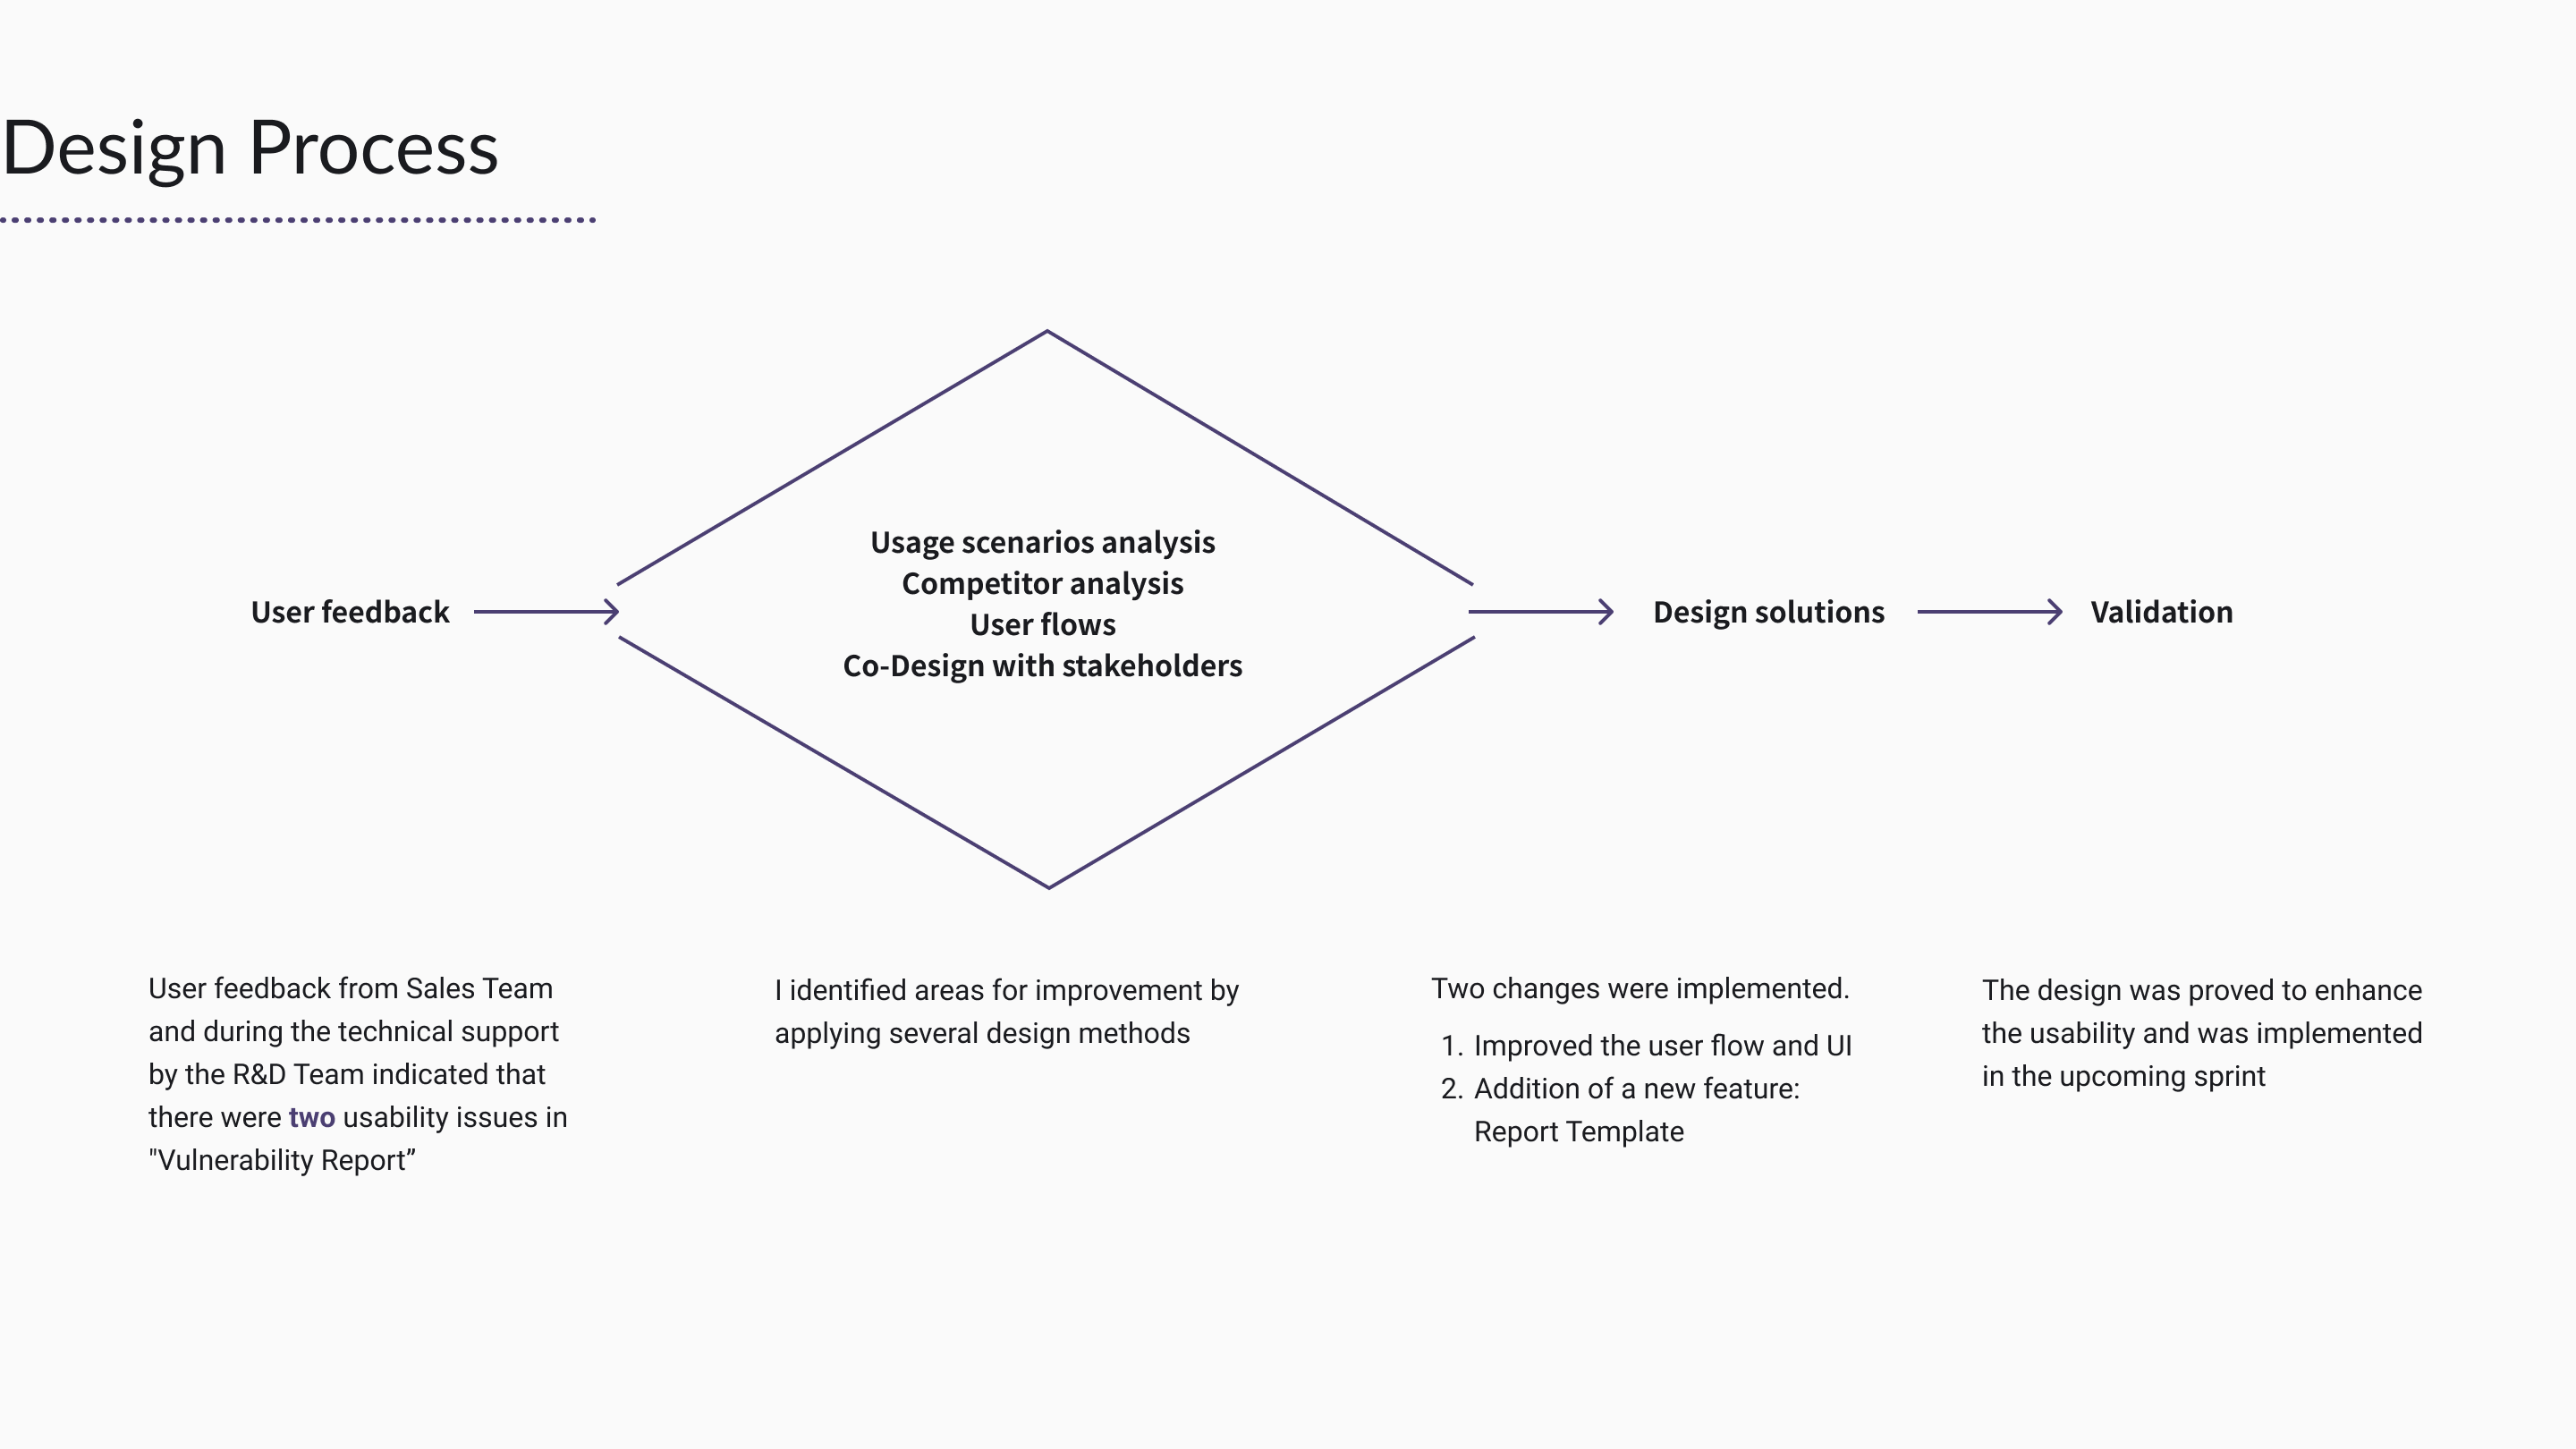 Design Process
Usage scenarios analysis
Competitor analysis
User flows
Co-Design with stakeholders
User feedback
Design solutions
Validation
User feedback from Sales Team
and during the technical support
by the R&D Team indicated that
there were two usability issues in
"Vulnerability Report”
I identified areas for improvement by
applying several design methods
Two changes were implemented.
1. Improved the user flow and UI
2. Addition of a new feature:
Report Template
The design was proved to enhance
the usability and was implemented
in the upcoming sprint